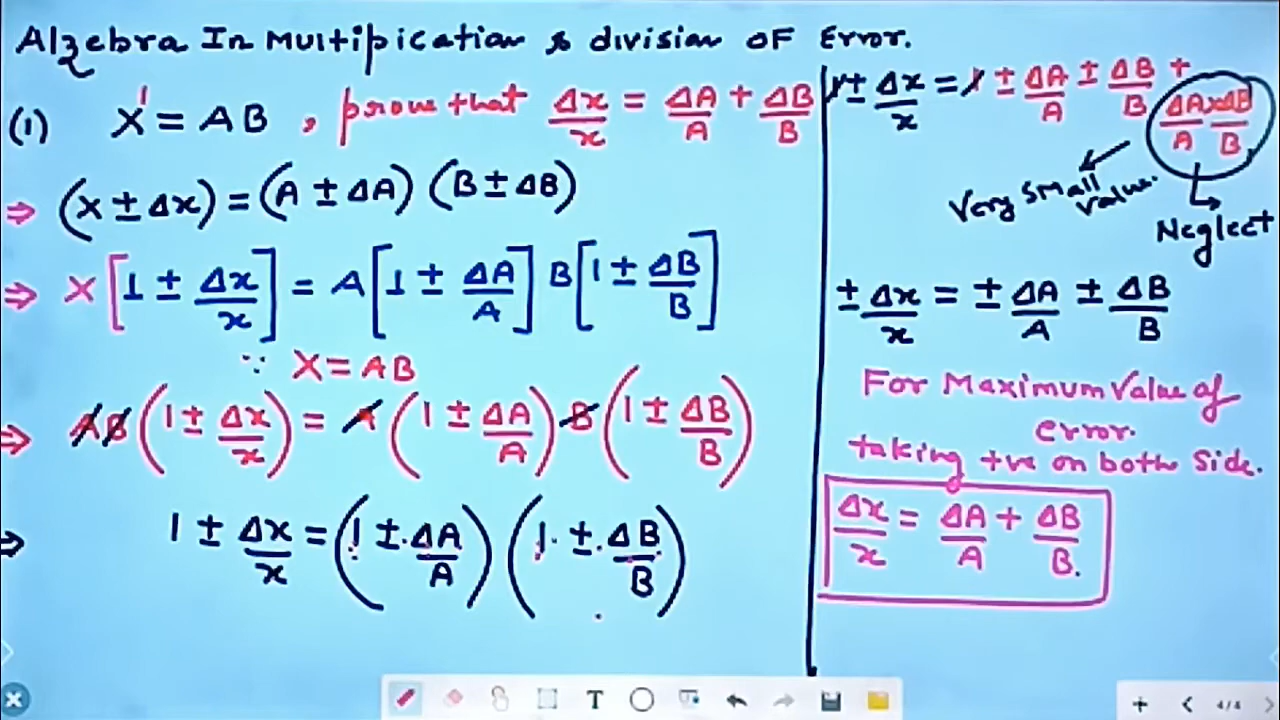 Alzebra In Multipication & division OF Error.
(1) X' = AB , prove that Δx/x = ΔA/A + ΔB/B
⇒ (X ± Δx) = (A ± ΔA) (B ± ΔB)
⇒ X [1 ± Δx/x] = A [1 ± ΔA/A] B [1 ± ΔB/B]
∵ X = AB
⇒ AB (1 ± Δx/x) = A (1 ± ΔA/A) B (1 ± ΔB/B)
⇒ 1 ± Δx/x = (1 ± ΔA/A) (1 ± ΔB/B)
1 ± Δx/x = 1 ± ΔA/A ± ΔB/B + ΔA/A × ΔB/B
Very small value.
Neglect
± Δx/x = ± ΔA/A ± ΔB/B
For Maximum Value of
error.
taking +ve on both side.
Δx/x = ΔA/A + ΔB/B.
T
4/4